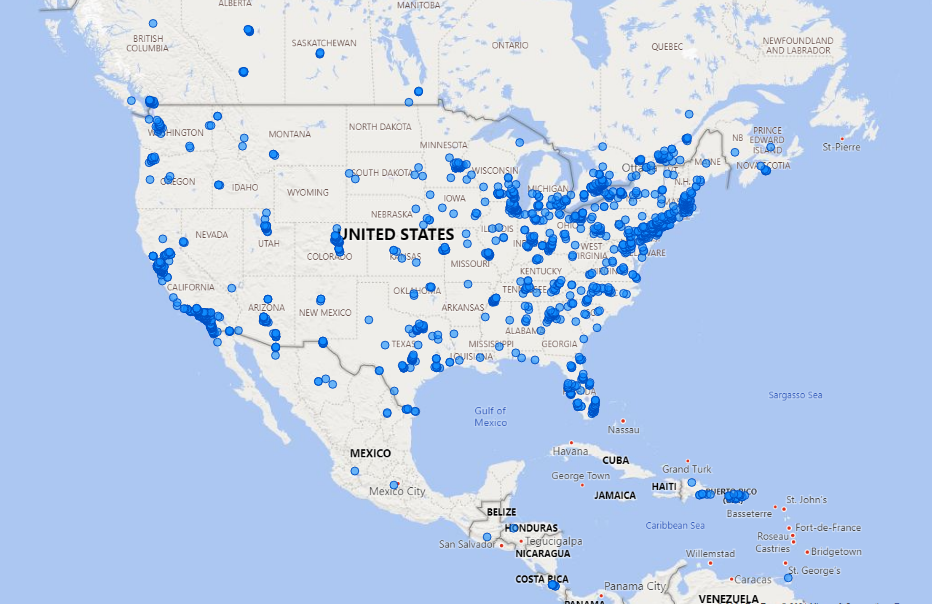 ALBERTA
MANITOBA
BRITISH
COLUMBIA
SASKATCHEWAN
ONTARIO
QUEBEC
NEWFOUNDLAND
AND LABRADOR
NB
PRINCE
EDWARD
ISLAND
St-Pierre
WASHINGTON
MONTANA
NORTH DAKOTA
MINNESOTA
MAINE
NOVA SCOTIA
OREGON
IDAHO
SOUTH DAKOTA
WISCONSIN
MICHIGAN
N.H.
WYOMING
IOWA
NEBRASKA
NEVADA
UTAH
UNITED STATES
OHIO
COLORADO
KANSAS
MISSOURI
WEST
VIRGINIA
KENTUCKY
CALIFORNIA
ARIZONA
NEW MEXICO
ARKANSAS
MISSISSIPPI
GEORGIA
TEXAS
LOUISIANA
Gulf of
Mexico
Sargasso Sea
Nassau
MEXICO
Havana
CUBA
Mexico City
George Town
Grand Turk
HAITI
JAMAICA
PUERTO RICO
St. John's
BELIZE
Basseterre
Caribbean Sea
HONDURAS
Fort-de-France
Roseau
San Salvador
Tegucigalpa
Castries
Bridgetown
NICARAGUA
Willemstad
St. George's
COSTA RICA
Panama City
Caracas
PANAMA
VENEZUELA